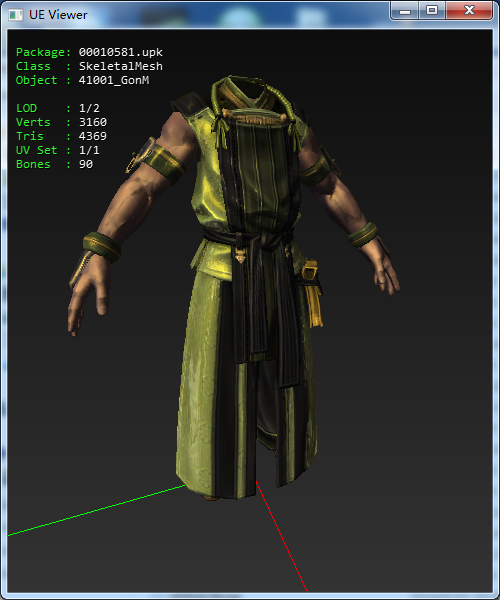 UE Viewer
Package: 00010581.upk
Class : SkeletalMesh
Object : 41001_GonM
LOD : 1/2
Verts : 3160
Tris : 4369
UV Set : 1/1
Bones : 90